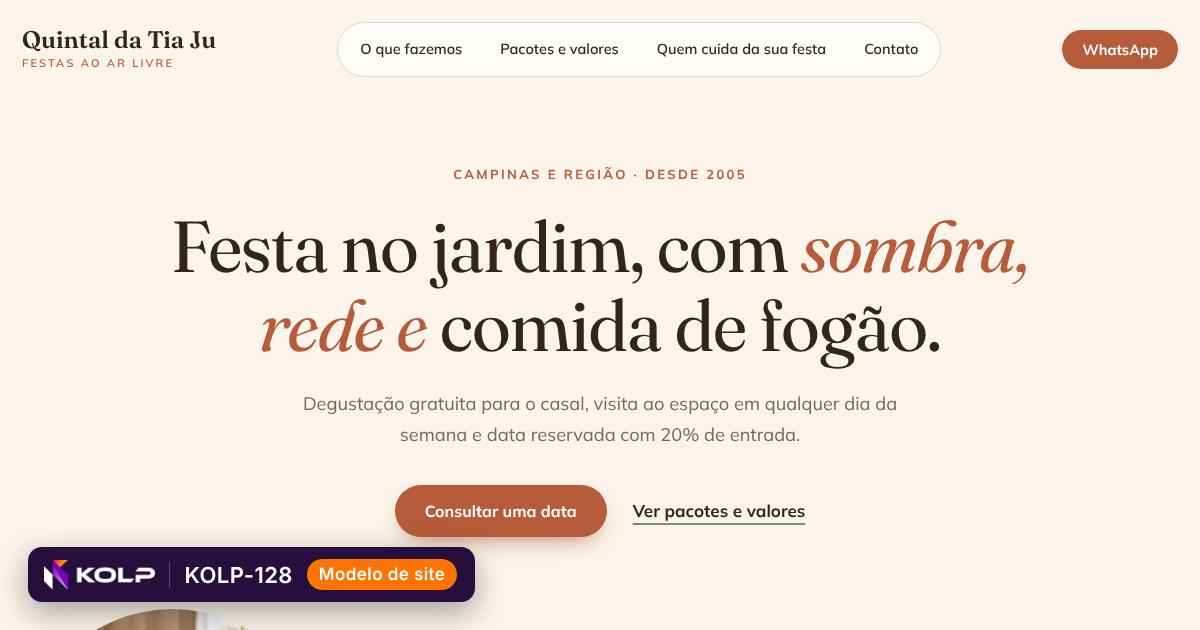 Quintal da Tia Ju
FESTAS AO AR LIVRE
O que fazemos
Pacotes e valores
Quem cuida da sua festa
Contato
WhatsApp
CAMPINAS E REGIÃO · DESDE 2005
Festa no jardim, com sombra,
rede e comida de fogão.
Degustação gratuita para o casal, visita ao espaço em qualquer dia da
semana e data reservada com 20% de entrada.
Consultar uma data
Ver pacotes e valores
KOLP
KOLP-128
Modelo de site